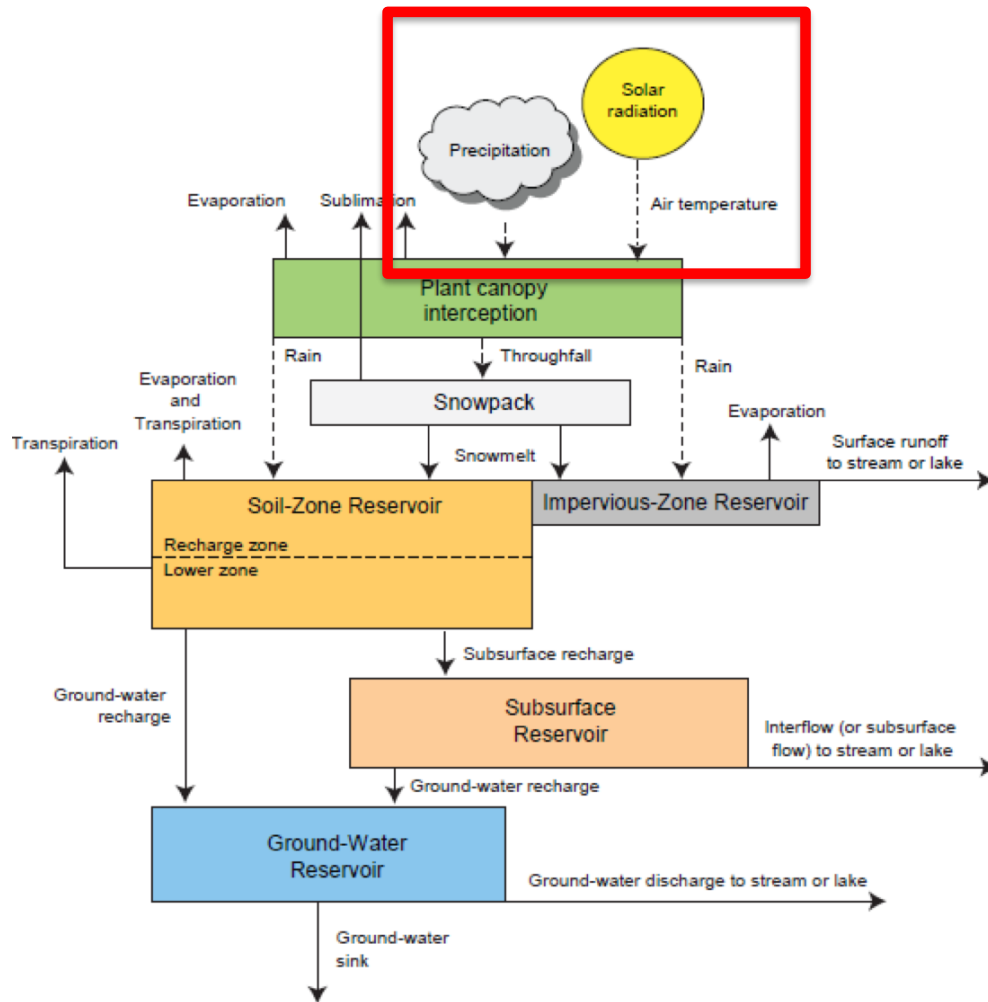 Solar
radiation
Precipitation
Evaporation
Sublimation
Air temperature
Plant canopy
interception
Rain
Throughfall
Rain
Evaporation
and
Transpiration
Snowpack
Evaporation
Transpiration
Snowmelt
Surface runoff
to stream or lake
Soil-Zone Reservoir
Impervious-Zone Reservoir
Recharge zone
Lower zone
Subsurface recharge
Ground-water
recharge
Subsurface
Reservoir
Interflow (or subsurface
flow) to stream or lake
Ground-water recharge
Ground-Water
Reservoir
Ground-water discharge to stream or lake
Ground-water
sink